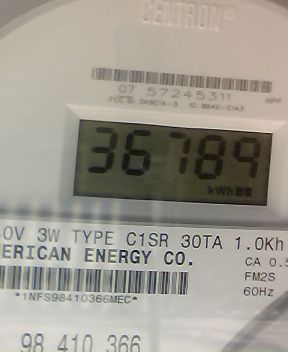 CENTRON®
07 57245311
36789
kWh
0V 3W TYPE C1SR 30TA 1.0Kh
ERICAN ENERGY CO.
CA 0.5
FM2S
*1NFS98410366MEC*
60Hz
98 410 366